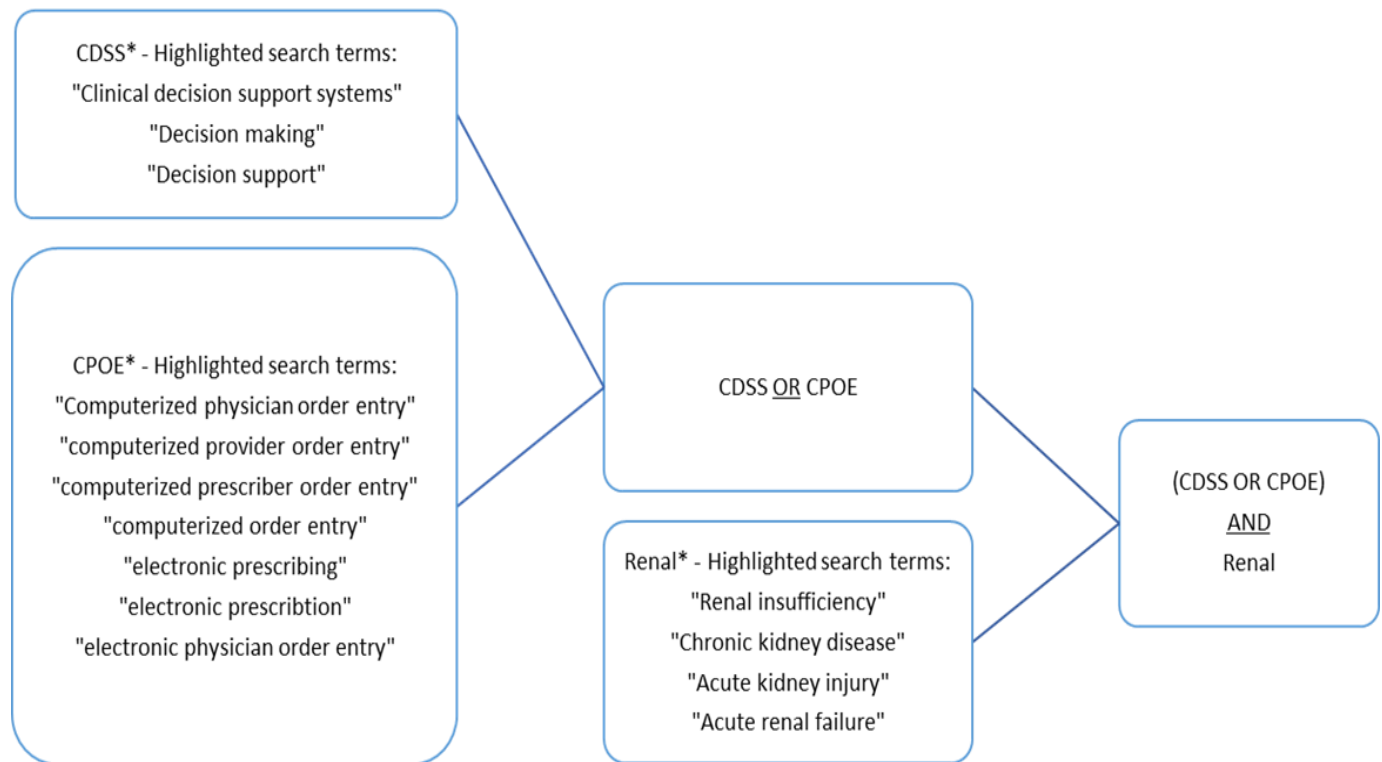 CDSS* - Highlighted search terms:
"Clinical decision support systems"
"Decision making"
"Decision support"
CPOE* - Highlighted search terms:
"Computerized physician order entry"
"computerized provider order entry"
"computerized prescriber order entry"
"computerized order entry"
"electronic prescribing"
"electronic prescribtion"
"electronic physician order entry"
CDSS OR CPOE
Renal* - Highlighted search terms:
"Renal insufficiency"
"Chronic kidney disease"
"Acute kidney injury"
"Acute renal failure"
(CDSS OR CPOE)
AND
Renal